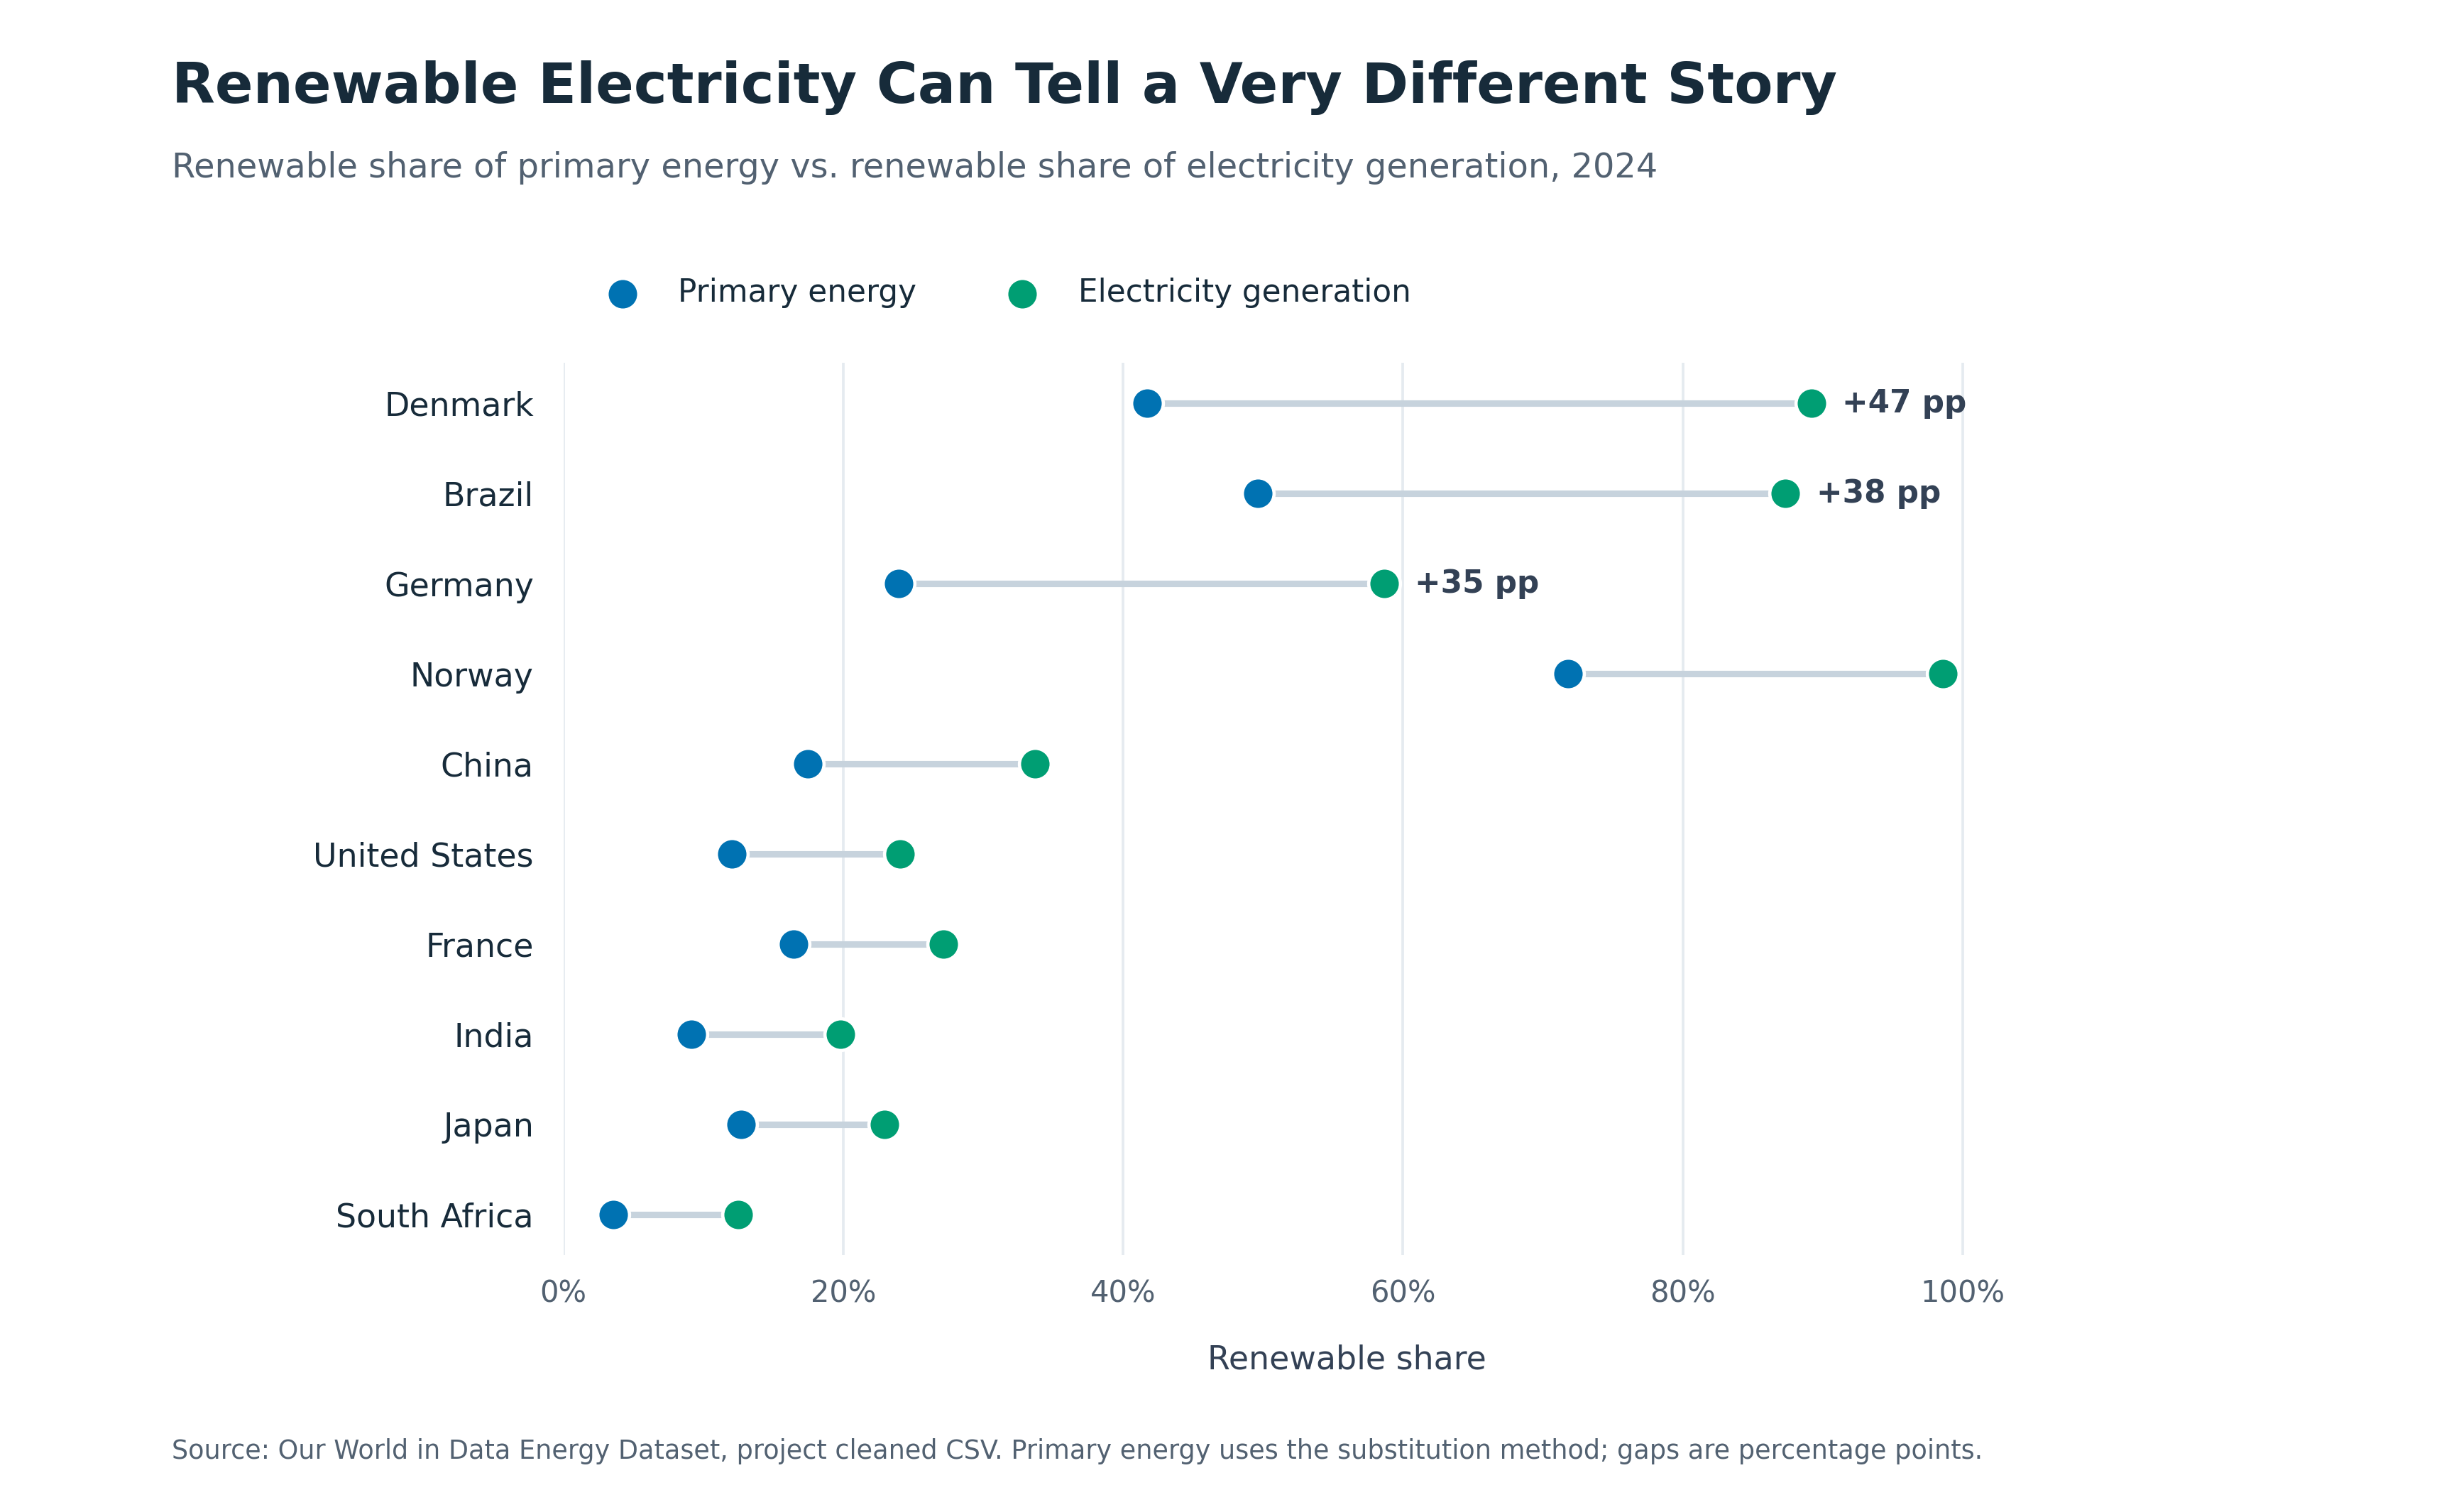 Renewable Electricity Can Tell a Very Different Story
Renewable share of primary energy vs. renewable share of electricity generation, 2024
Primary energy
Electricity generation
Denmark
+47 pp
Brazil
+38 pp
Germany
+35 pp
Norway
China
United States
France
India
Japan
South Africa
0%
20%
40%
60%
80%
100%
Renewable share
Source: Our World in Data Energy Dataset, project cleaned CSV. Primary energy uses the substitution method; gaps are percentage points.